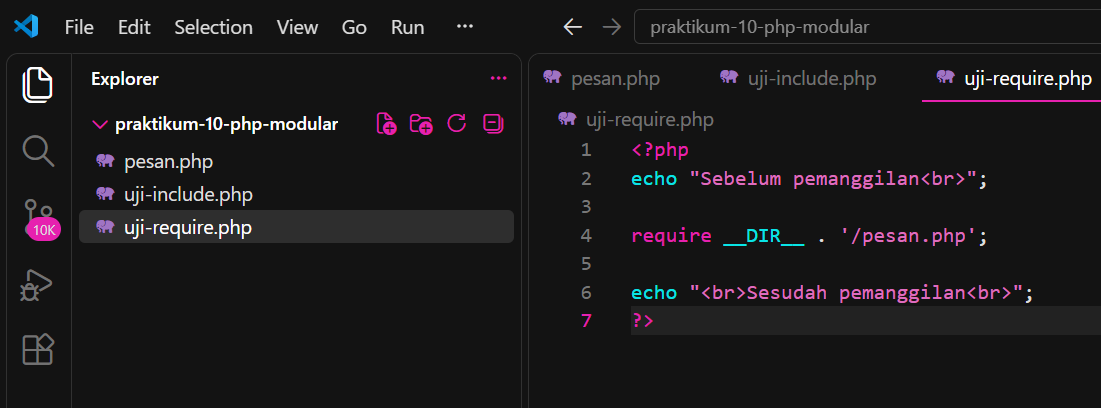 File Edit Selection View Go Run ···
praktikum-10-php-modular
Explorer ···
praktikum-10-php-modular
pesan.php
uji-include.php
uji-require.php
10K
pesan.php uji-include.php uji-require.php
uji-require.php
1 <?php
2 echo "Sebelum pemanggilan<br>";
3
4 require __DIR__ . '/pesan.php';
5
6 echo "<br>Sesudah pemanggilan<br>";
7 ?>